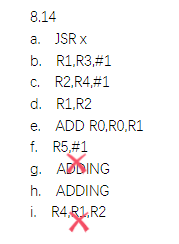 8.14
a. JSR x
b. R1,R3,#1
c. R2,R4,#1
d. R1,R2
e. ADD R0,R0,R1
f. R5,#1
g. ADDING
h. ADDING
i. R4,R1,R2